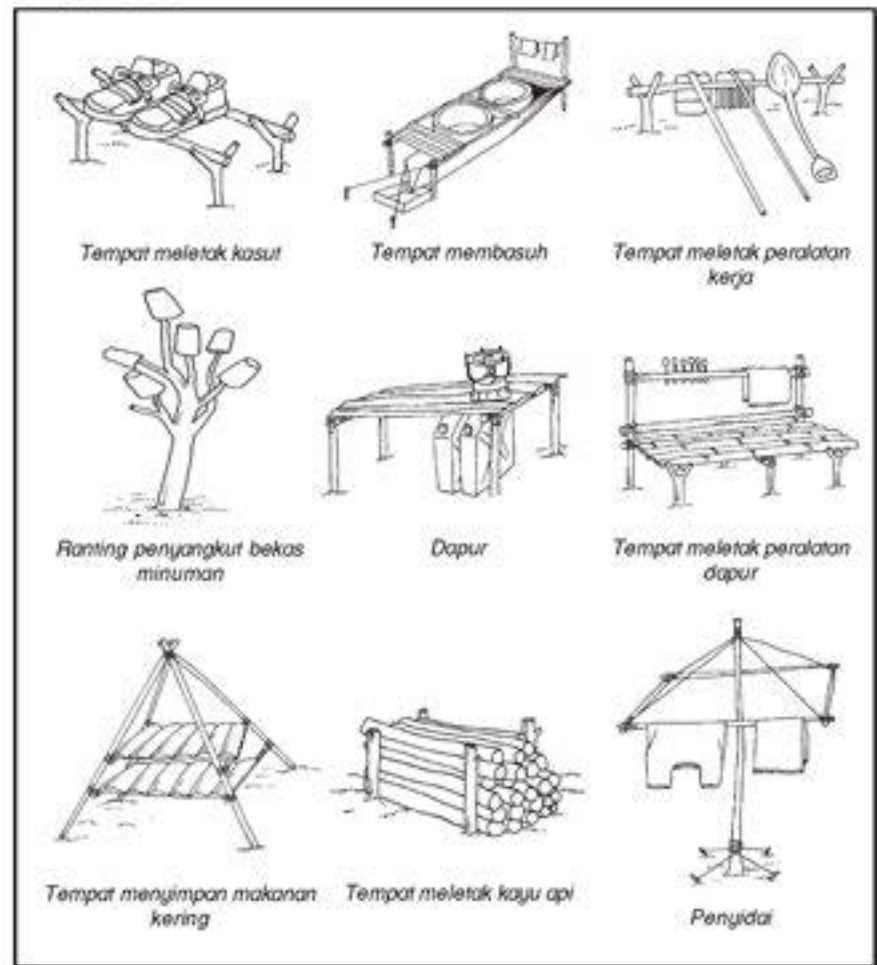 Tempat meletak kasut
Tempat membasuh
Tempat meletak peralatan
kerja
Ranting penyangkut bekas
minuman
Dapur
Tempat meletak peralatan
dapur
Tempat menyimpan makanan
kering
Tempat meletak kayu api
Penyidai